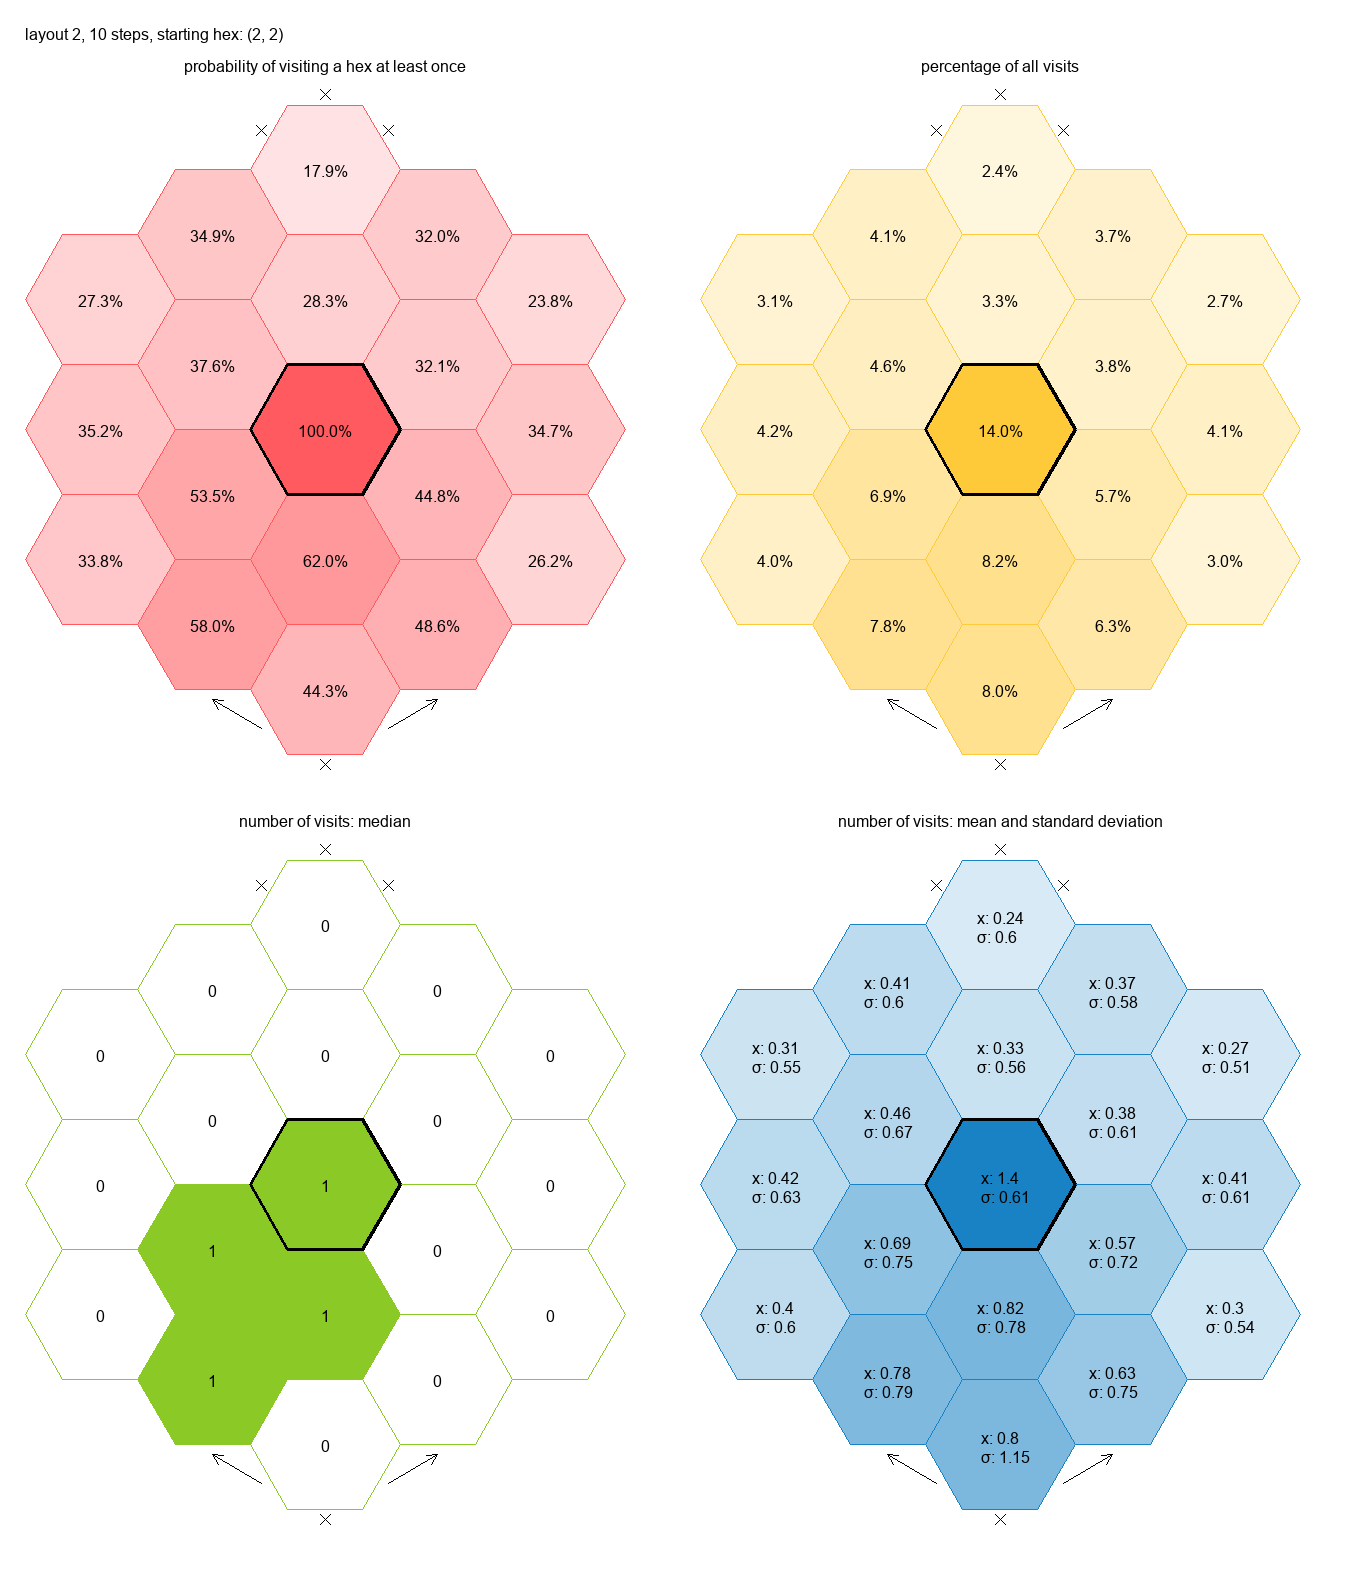 layout 2, 10 steps, starting hex: (2, 2)
probability of visiting a hex at least once
17.9%
34.9%
32.0%
27.3%
28.3%
23.8%
37.6%
32.1%
35.2%
100.0%
34.7%
53.5%
44.8%
33.8%
62.0%
26.2%
58.0%
48.6%
44.3%
percentage of all visits
2.4%
4.1%
3.7%
3.1%
3.3%
2.7%
4.6%
3.8%
4.2%
14.0%
4.1%
6.9%
5.7%
4.0%
8.2%
3.0%
7.8%
6.3%
8.0%
number of visits: median
0
0
0
0
0
0
0
0
0
1
0
1
0
0
1
0
1
0
0
number of visits: mean and standard deviation
x: 0.24
σ: 0.6
x: 0.41
σ: 0.6
x: 0.37
σ: 0.58
x: 0.31
σ: 0.55
x: 0.33
σ: 0.56
x: 0.27
σ: 0.51
x: 0.46
σ: 0.67
x: 0.38
σ: 0.61
x: 0.42
σ: 0.63
x: 1.4
σ: 0.61
x: 0.41
σ: 0.61
x: 0.69
σ: 0.75
x: 0.57
σ: 0.72
x: 0.4
σ: 0.6
x: 0.82
σ: 0.78
x: 0.3
σ: 0.54
x: 0.78
σ: 0.79
x: 0.63
σ: 0.75
x: 0.8
σ: 1.15